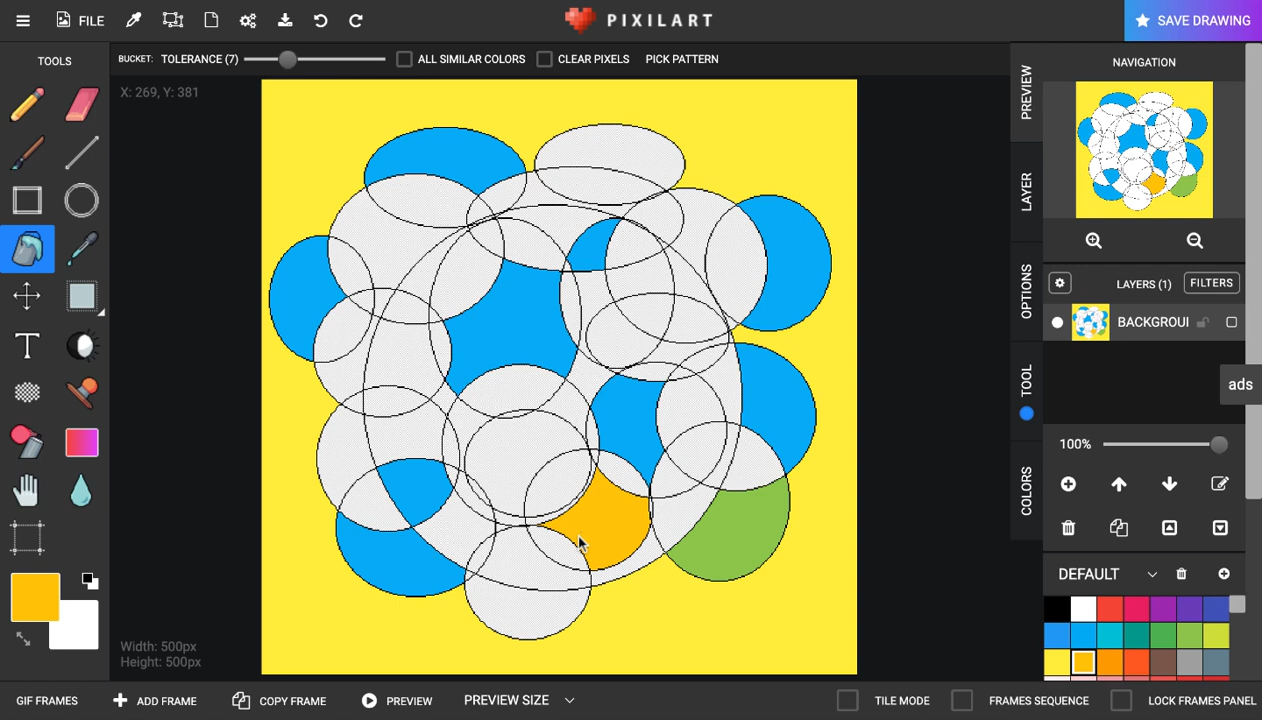 FILE
PIXILART
SAVE DRAWING
TOOLS
BUCKET: TOLERANCE (7)
ALL SIMILAR COLORS
CLEAR PIXELS
PICK PATTERN
X: 269, Y: 381
PREVIEW
LAYER
OPTIONS
TOOL
COLORS
NAVIGATION
LAYERS (1)
FILTERS
BACKGROUI
ads
100%
DEFAULT
Width: 500px
Height: 500px
GIF FRAMES
ADD FRAME
COPY FRAME
PREVIEW
PREVIEW SIZE
TILE MODE
FRAMES SEQUENCE
LOCK FRAMES PANEL